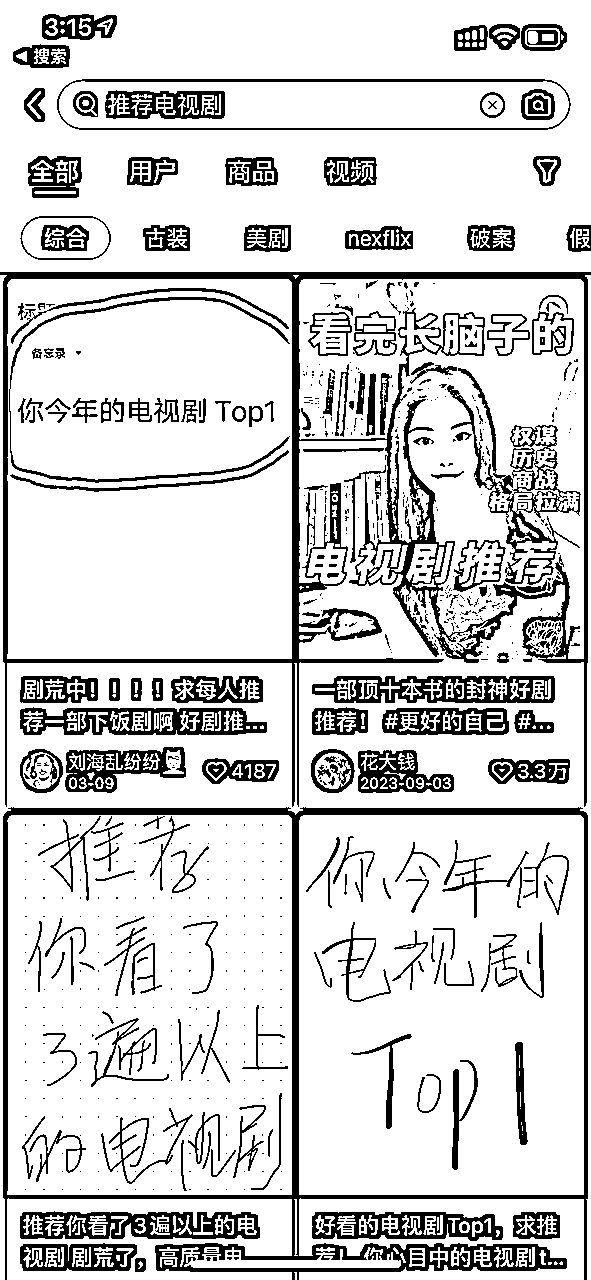 3:15
搜索
推荐电视剧
全部 用户 商品 视频
综合 古装 美剧 nexflix 破案 假
标题
备忘录
你今年的电视剧 Top1
剧荒中！！！！求每人推
荐一部下饭剧啊 好剧推...
刘海乱纷纷
03-09
4187
看完长脑子的
权谋
历史
商战
格局拉满
电视剧推荐
一部顶十本书的封神好剧
推荐！ #更好的自己 #...
花大钱
2023-09-03
3.3万
推荐
你看了
3遍以上
的电视剧
推荐你看了3遍以上的电
视剧 剧荒了，高质量电
你今年的
电视剧
Top1
好看的电视剧Top1，求推
荐！ 你心目中的电视剧t...